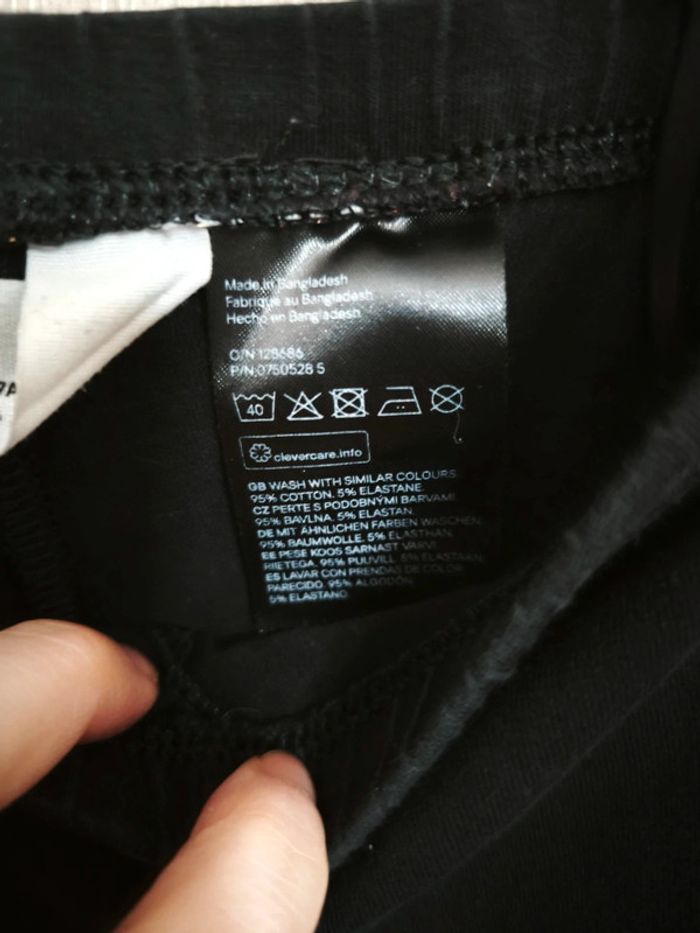 Made in Bangladesh
Fabriqué au Bangladesh
Hecho en Bangladesh
O/N 128686
P/N 0750528 5
40
clevercare.info
GB WASH WITH SIMILAR COLOURS
95% COTTON. 5% ELASTANE
CZ PERTE S PODOBNÝMI BARVAMI
95% BAVLNA. 5% ELASTAN
DE MIT ÄHNLICHEN FARBEN WASCHEN
95% BAUMWOLLE. 5% ELASTHAN
EE PESE KOOS SARNAST VÄRVI
RIIETEGA. 95% PUUVILL. 5% ELASTAAN
ES LAVAR CON PRENDAS DE COLOR
PARECIDO. 95% ALGODÓN
5% ELASTANO